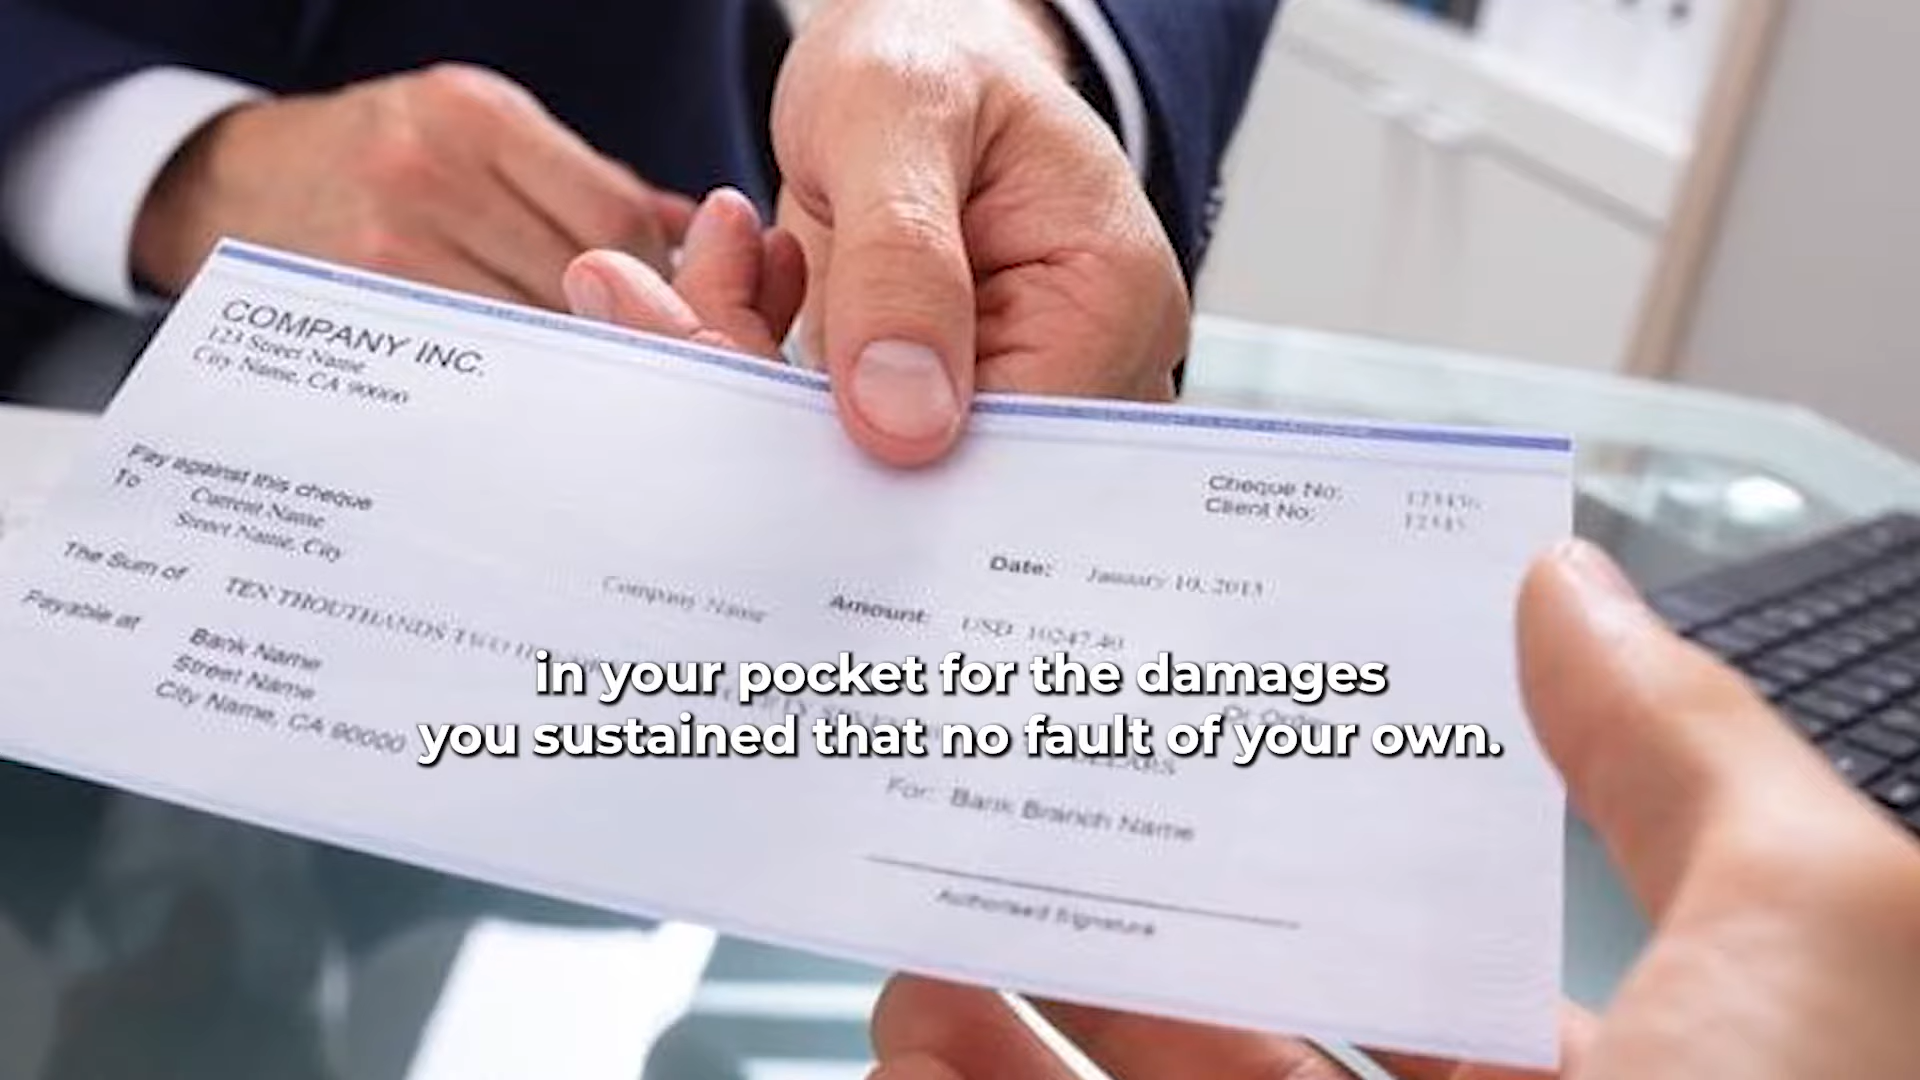 COMPANY INC.
123 Street Name
City Name, CA 90000
Pay against this cheque
To
Current Name
Street Name, City
The Sum of
TEN THOUTHANDS TWO
Payable at
Bank Name
Street Name
City Name, CA 90000
Company Name
Cheque No:
Client No:
Date: January 10, 2015
Amount: USD 10247.40
in your pocket for the damages
you sustained that no fault of your own.
For: Bank Branch Name
Authorised Signature